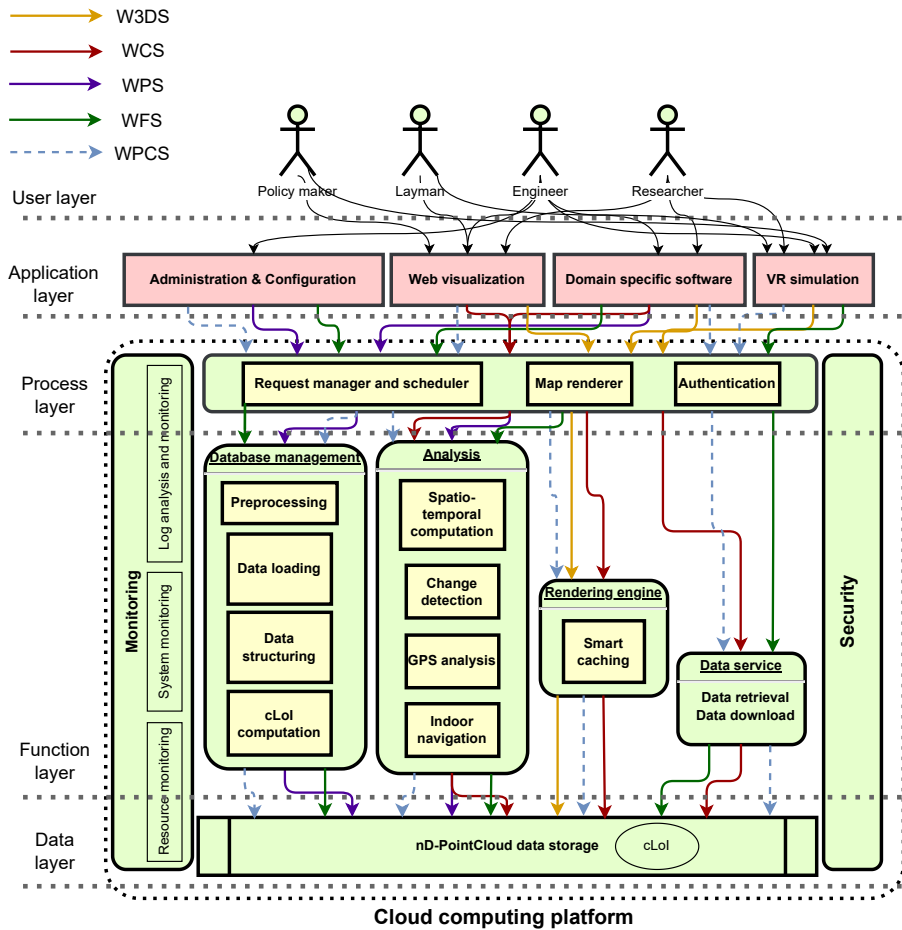 W3DS
WCS
WPS
WFS
WPCS
User layer
Policy maker
Layman
Engineer
Researcher
Application
layer
Administration & Configuration
Web visualization
Domain specific software
VR simulation
Process
layer
Request manager and scheduler
Map renderer
Authentication
Monitoring
Log analysis and monitoring
System monitoring
Resource monitoring
Database management
Preprocessing
Data loading
Data
structuring
cLoI
computation
Analysis
Spatio-
temporal
computation
Change
detection
GPS analysis
Indoor
navigation
Rendering engine
Smart
caching
Data service
Data retrieval
Data download
Security
Function
layer
Data
layer
nD-PointCloud data storage
cLoI
Cloud computing platform